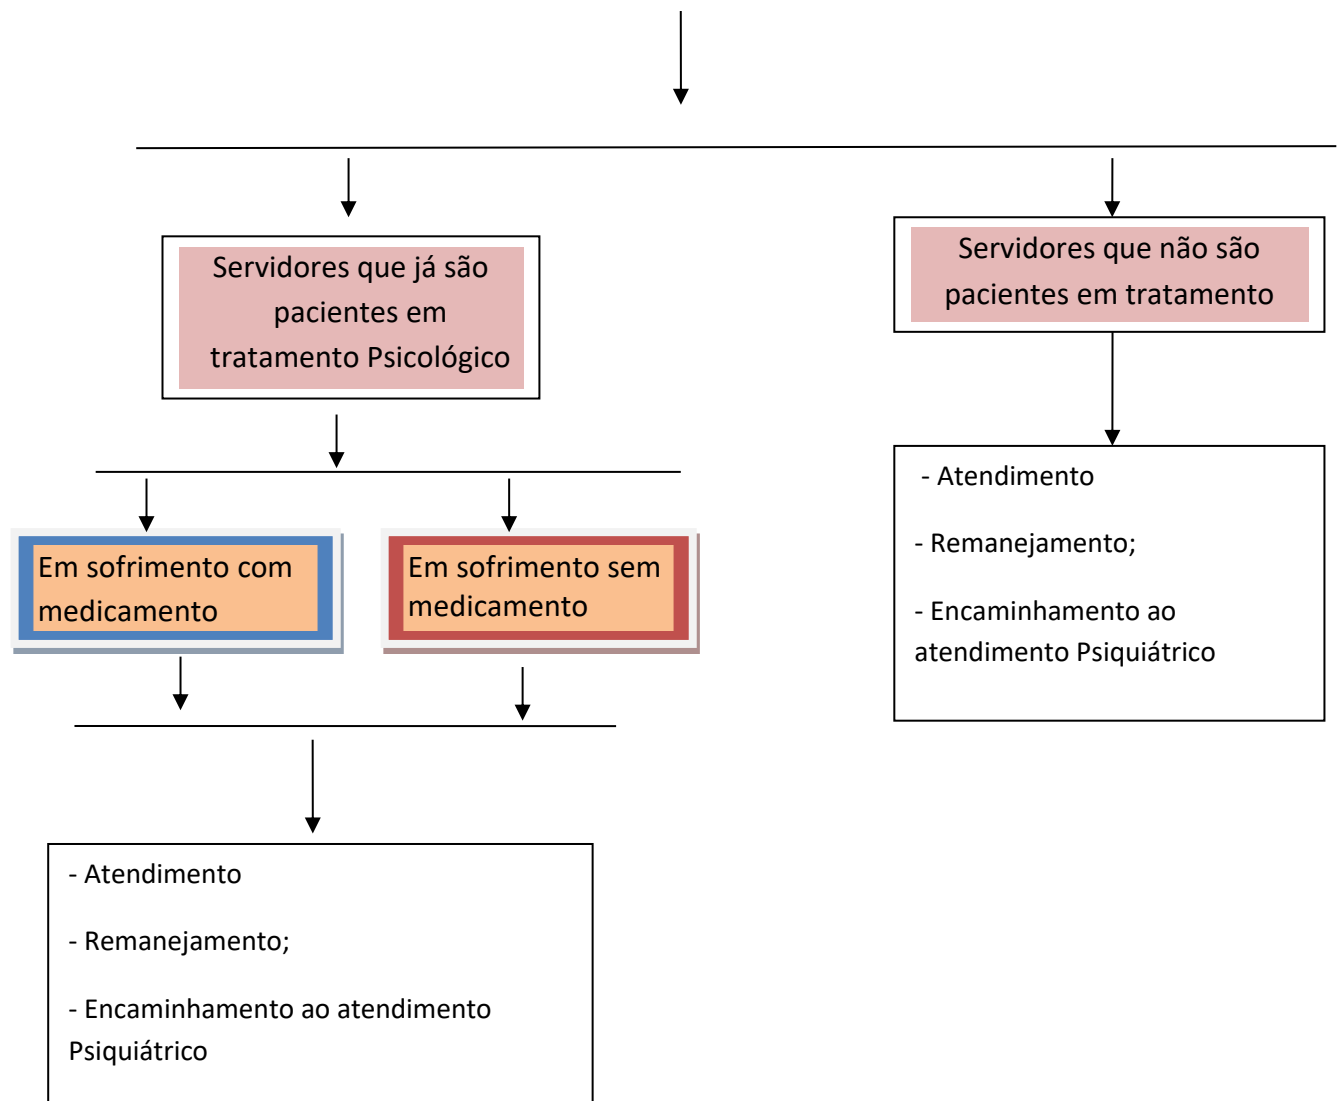 Servidores que já são
pacientes em
tratamento Psicológico
Servidores que não são
pacientes em tratamento
Em sofrimento com
medicamento
Em sofrimento sem
medicamento
- Atendimento
- Remanejamento;
- Encaminhamento ao
atendimento Psiquiátrico
- Atendimento
- Remanejamento;
- Encaminhamento ao atendimento
Psiquiátrico